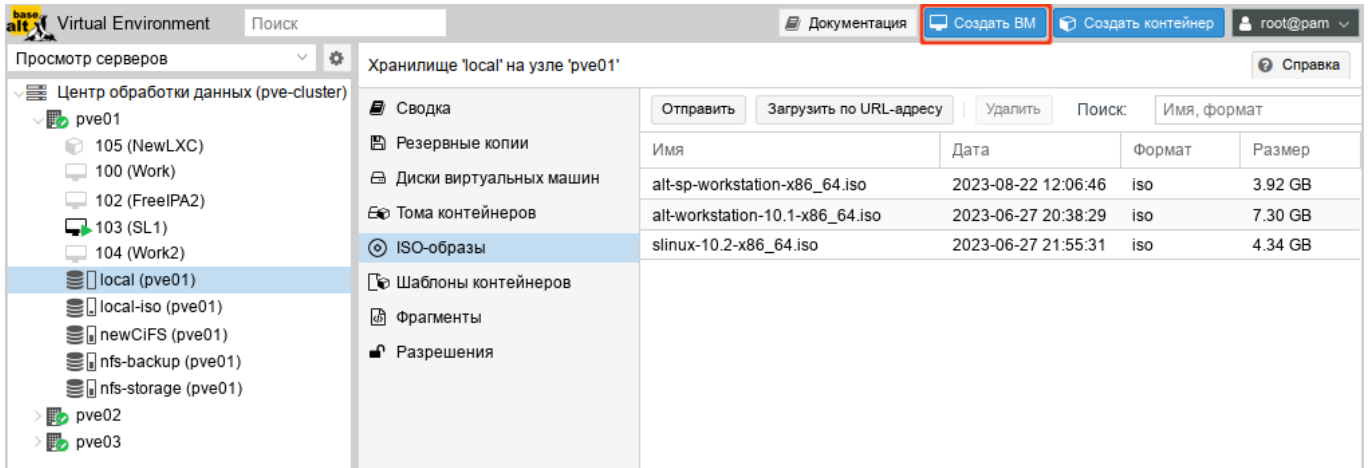 base alt Virtual Environment Поиск Документация Создать ВМ Создать контейнер root@pam
Просмотр серверов
Центр обработки данных (pve-cluster)
pve01
105 (NewLXC)
100 (Work)
102 (FreeIPA2)
103 (SL1)
104 (Work2)
local (pve01)
local-iso (pve01)
newCiFS (pve01)
nfs-backup (pve01)
nfs-storage (pve01)
pve02
pve03
Хранилище 'local' на узле 'pve01' Справка
Сводка
Резервные копии
Диски виртуальных машин
Тома контейнеров
ISO-образы
Шаблоны контейнеров
Фрагменты
Разрешения
Отправить Загрузить по URL-адресу Удалить Поиск: Имя, формат
Имя Дата Формат Размер
alt-sp-workstation-x86_64.iso 2023-08-22 12:06:46 iso 3.92 GB
alt-workstation-10.1-x86_64.iso 2023-06-27 20:38:29 iso 7.30 GB
slinux-10.2-x86_64.iso 2023-06-27 21:55:31 iso 4.34 GB